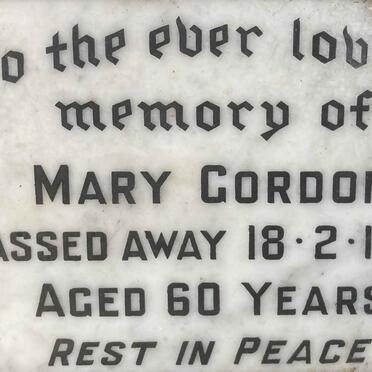 o the ever lov
memory of
MARY GORDON
ASSED AWAY 18·2·1
AGED 60 YEARS
REST IN PEACE